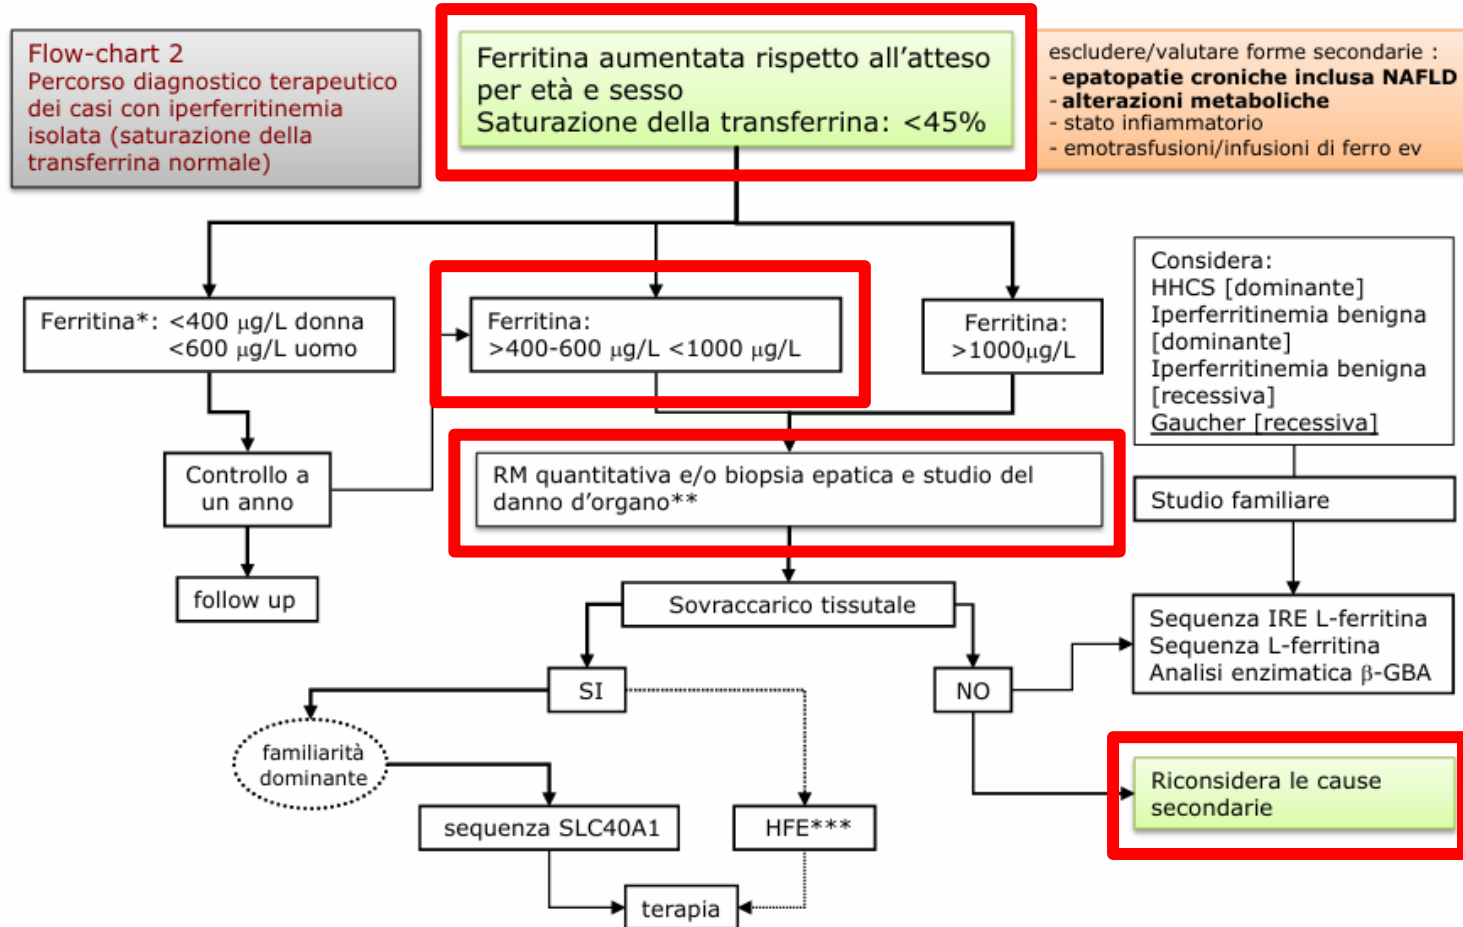 Flow-chart 2
Percorso diagnostico terapeutico
dei casi con iperferritinemia
isolata (saturazione della
transferrina normale)
Ferritina aumentata rispetto all'atteso
per età e sesso
Saturazione della transferrina: <45%
escludere/valutare forme secondarie :
- epatopatie croniche inclusa NAFLD
- alterazioni metaboliche
- stato infiammatorio
- emotrasfusioni/infusioni di ferro ev
Ferritina*: <400 μg/L donna
<600 μg/L uomo
Ferritina:
>400-600 μg/L <1000 μg/L
Ferritina:
>1000μg/L
Considera:
HHCS [dominante]
Iperferritinemia benigna
[dominante]
Iperferritinemia benigna
[recessiva]
Gaucher [recessiva]
Controllo a
un anno
RM quantitativa e/o biopsia epatica e studio del
danno d'organo**
Studio familiare
follow up
Sovraccarico tissutale
Sequenza IRE L-ferritina
Sequenza L-ferritina
Analisi enzimatica β-GBA
SI
NO
familiarità
dominante
Riconsidera le cause
secondarie
sequenza SLC40A1
HFE***
terapia